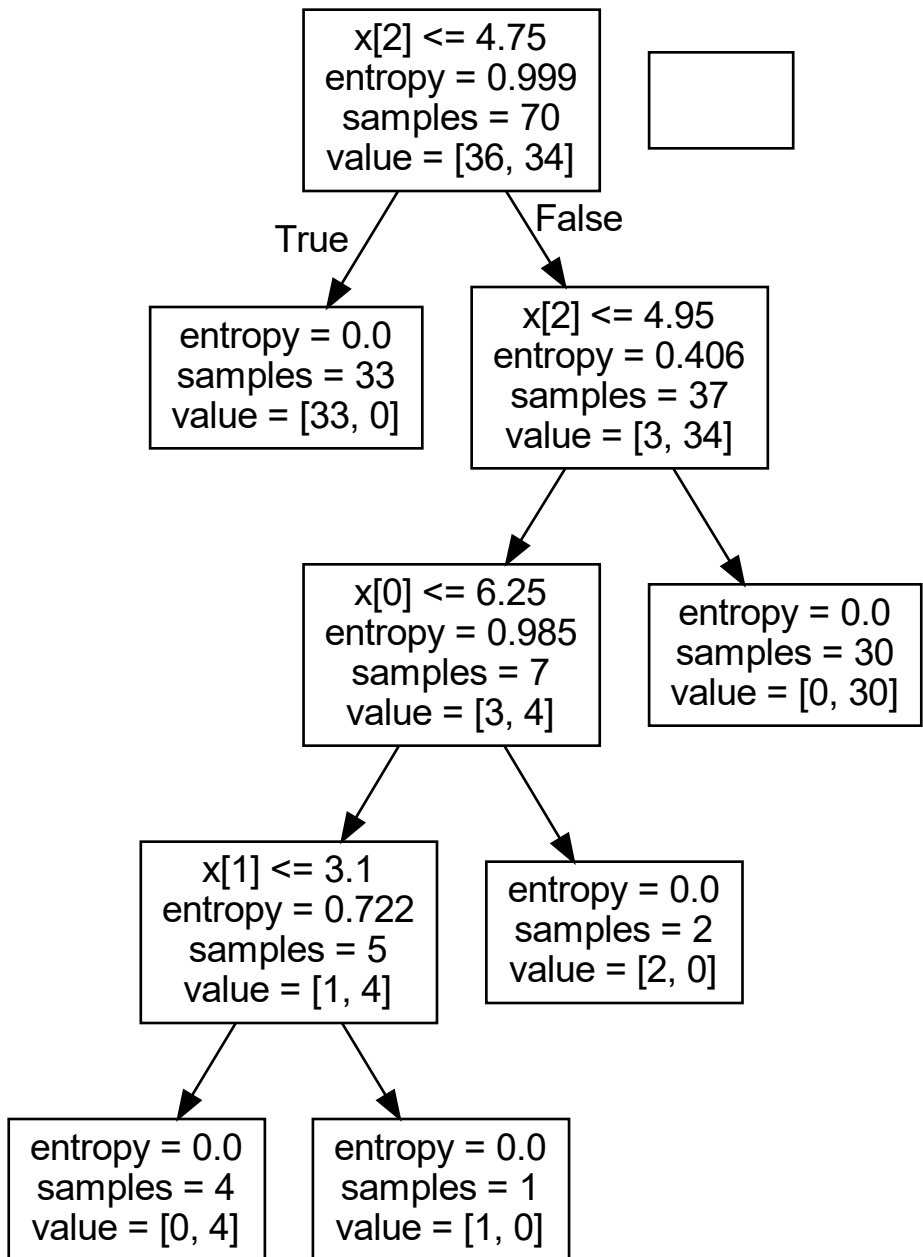 x[2] <= 4.75
entropy = 0.999
samples = 70
value = [36, 34]
True
False
entropy = 0.0
samples = 33
value = [33, 0]
x[2] <= 4.95
entropy = 0.406
samples = 37
value = [3, 34]
x[0] <= 6.25
entropy = 0.985
samples = 7
value = [3, 4]
entropy = 0.0
samples = 30
value = [0, 30]
x[1] <= 3.1
entropy = 0.722
samples = 5
value = [1, 4]
entropy = 0.0
samples = 2
value = [2, 0]
entropy = 0.0
samples = 4
value = [0, 4]
entropy = 0.0
samples = 1
value = [1, 0]